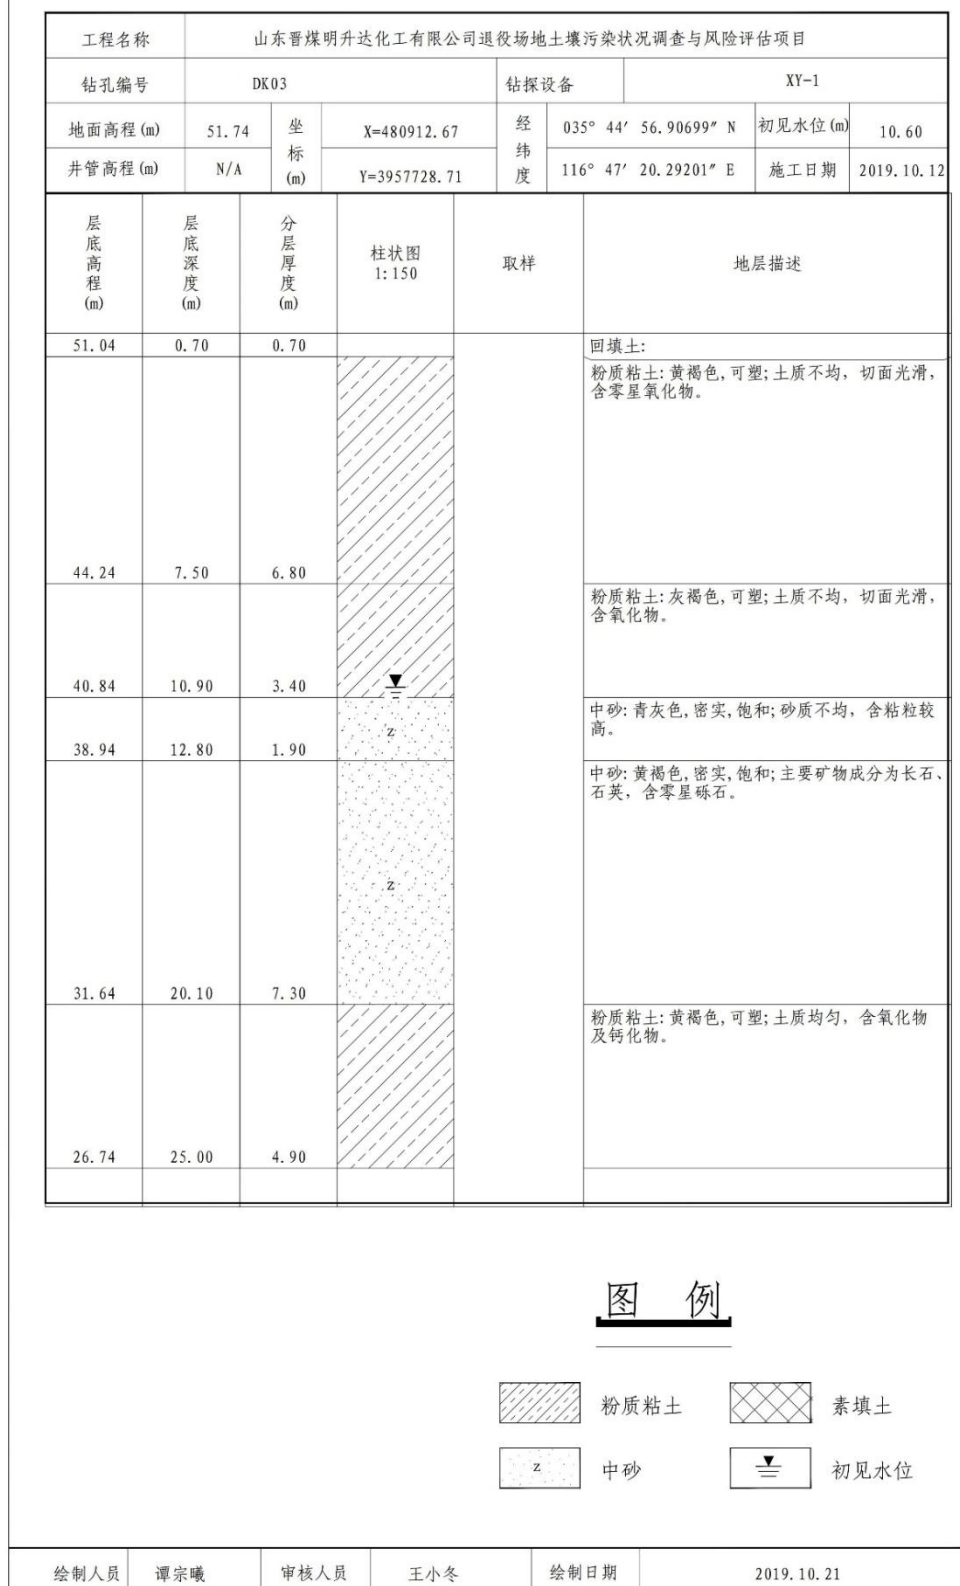 工程名称 山东晋煤明升达化工有限公司退役场地土壤污染状况调查与风险评估项目
钻孔编号 DK03 钻探设备 XY-1
地面高程(m) 51.74 坐标(m) X=480912.67 经纬度 035° 44′ 56.90699″ N 初见水位(m) 10.60
井管高程(m) N/A Y=3957728.71 116° 47′ 20.29201″ E 施工日期 2019.10.12
层底高程(m) 层底深度(m) 分层厚度(m) 柱状图 1:150 取样 地层描述
51.04 0.70 0.70 回填土:
粉质粘土:黄褐色,可塑;土质不均，切面光滑，
含零星氧化物。
44.24 7.50 6.80
粉质粘土:灰褐色,可塑;土质不均，切面光滑，
含氧化物。
40.84 10.90 3.40
中砂:青灰色,密实,饱和;砂质不均，含粘粒较
高。
z
38.94 12.80 1.90
中砂:黄褐色,密实,饱和;主要矿物成分为长石、
石英，含零星砾石。
z
31.64 20.10 7.30
粉质粘土:黄褐色,可塑;土质均匀，含氧化物
及钙化物。
26.74 25.00 4.90
图 例
粉质粘土 素填土
z 中砂 初见水位
绘制人员 谭宗曦 审核人员 王小冬 绘制日期 2019.10.21